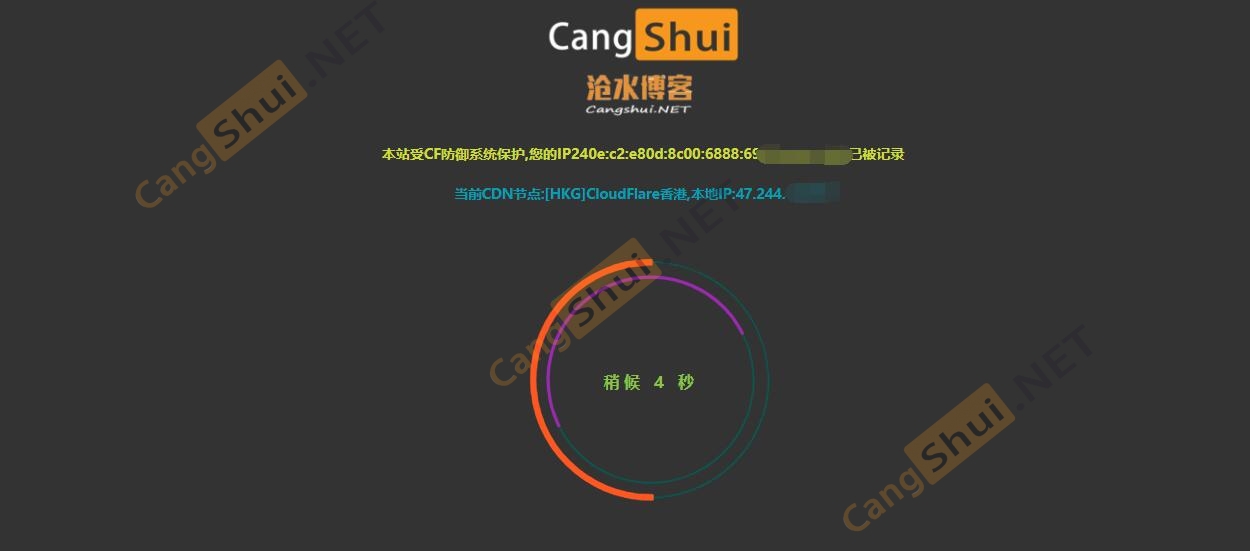 Cang Shui
沧水博客
Cangshui.NET
本站受CF防御系统保护,您的IP240e:c2:e80d:8c00:6888:69 已被记录
当前CDN节点:[HKG]CloudFlare香港,本地IP:47.244.
稍候 4 秒
CangShui.NET
CangShui.NET
CangShui.NET